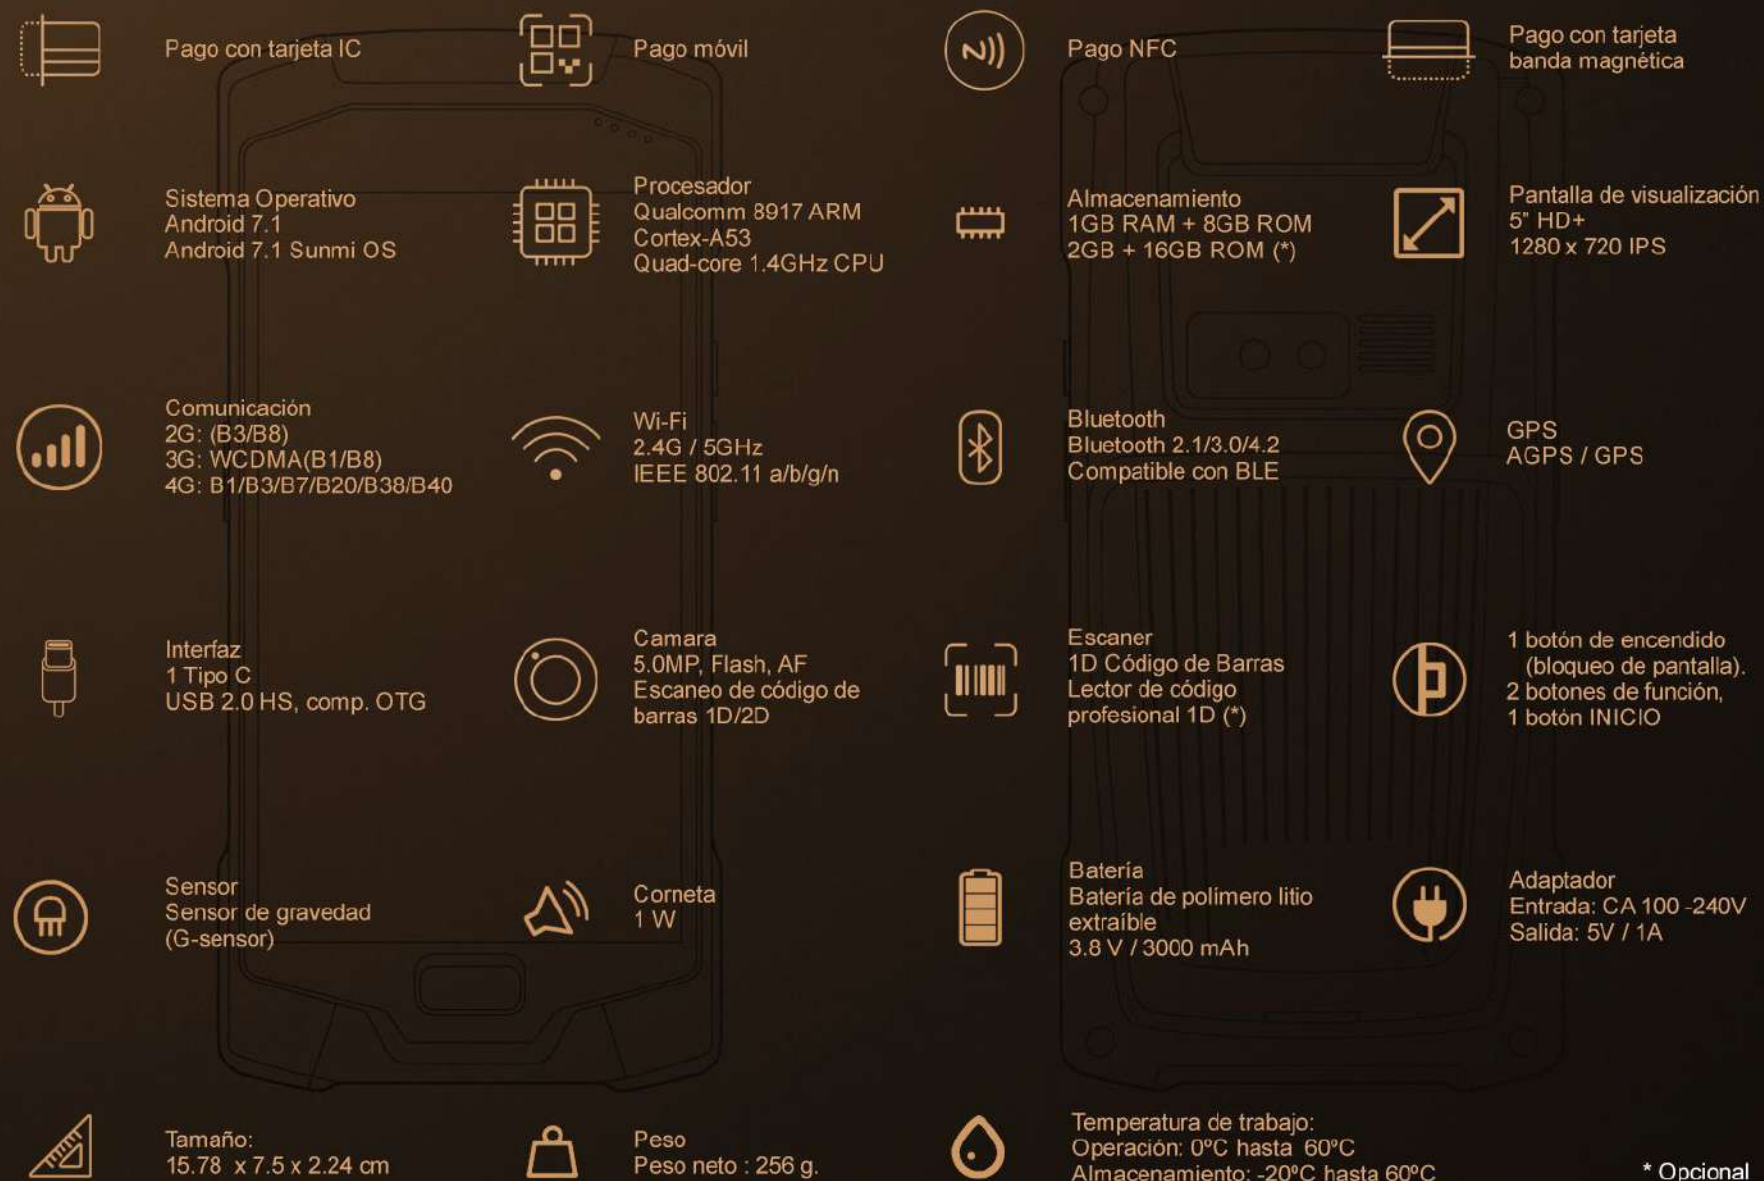 Pago con tarjeta IC
Pago móvil
Pago NFC
Pago con tarjeta
banda magnética
Sistema Operativo
Android 7.1
Android 7.1 Sunmi OS
Procesador
Qualcomm 8917 ARM
Cortex-A53
Quad-core 1.4GHz CPU
Almacenamiento
1GB RAM + 8GB ROM
2GB + 16GB ROM (*)
Pantalla de visualización
5" HD+
1280 x 720 IPS
Comunicación
2G: (B3/B8)
3G: WCDMA(B1/B8)
4G: B1/B3/B7/B20/B38/B40
Wi-Fi
2.4G / 5GHz
IEEE 802.11 a/b/g/n
Bluetooth
Bluetooth 2.1/3.0/4.2
Compatible con BLE
GPS
AGPS / GPS
Interfaz
1 Tipo C
USB 2.0 HS, comp. OTG
Camara
5.0MP, Flash, AF
Escaneo de código de
barras 1D/2D
Escaner
1D Código de Barras
Lector de código
profesional 1D (*)
1 botón de encendido
(bloqueo de pantalla).
2 botones de función,
1 botón INICIO
Sensor
Sensor de gravedad
(G-sensor)
Corneta
1 W
Batería
Batería de polímero litio
extraíble
3.8 V / 3000 mAh
Adaptador
Entrada: CA 100 -240V
Salida: 5V / 1A
Tamaño:
15.78 x 7.5 x 2.24 cm
Peso
Peso neto : 256 g.
Temperatura de trabajo:
Operación: 0ºC hasta 60ºC
Almacenamiento: -20ºC hasta 60ºC
* Opcional